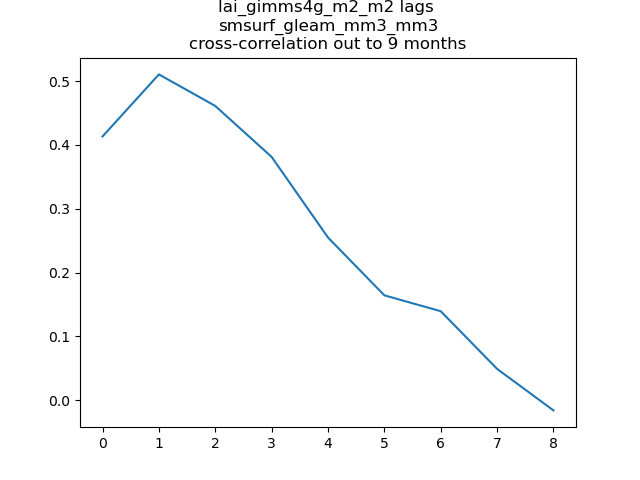 lai_gimms4g_m2_m2 lags
smsurf_gleam_mm3_mm3
cross-correlation out to 9 months
0.5
0.4
0.3
0.2
0.1
0.0
0 1 2 3 4 5 6 7 8